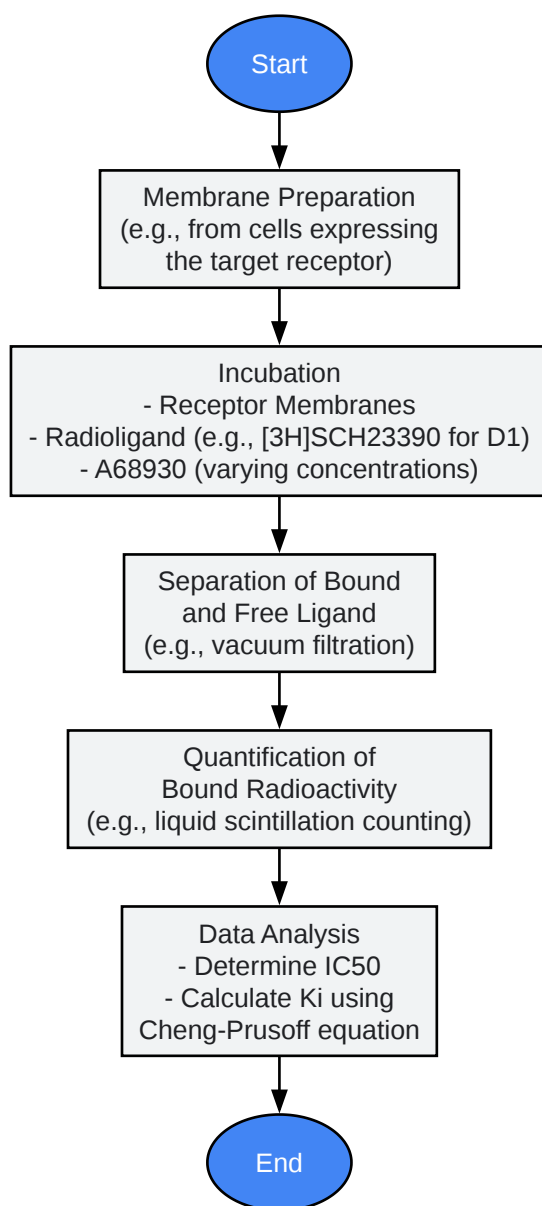 Start
Membrane Preparation
(e.g., from cells expressing
the target receptor)
Incubation
- Receptor Membranes
- Radioligand (e.g., [3H]SCH23390 for D1)
- A68930 (varying concentrations)
Separation of Bound
and Free Ligand
(e.g., vacuum filtration)
Quantification of
Bound Radioactivity
(e.g., liquid scintillation counting)
Data Analysis
- Determine IC50
- Calculate Ki using
Cheng-Prusoff equation
End